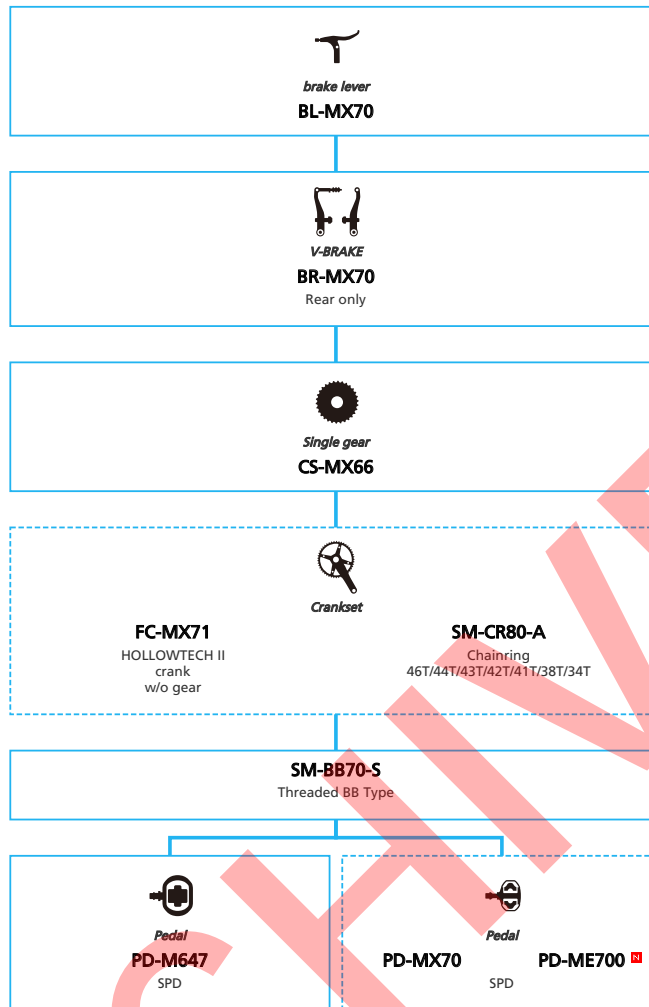 brake lever
BL-MX70
V-BRAKE
BR-MX70
Rear only
Single gear
CS-MX66
Crankset
FC-MX71
HOLLOWTECH II
crank
w/o gear
SM-CR80-A
Chainring
46T/44T/43T/42T/41T/38T/34T
SM-BB70-S
Threaded BB Type
Pedal
PD-M647
SPD
Pedal
PD-MX70 PD-ME700 N
SPD
CHIV